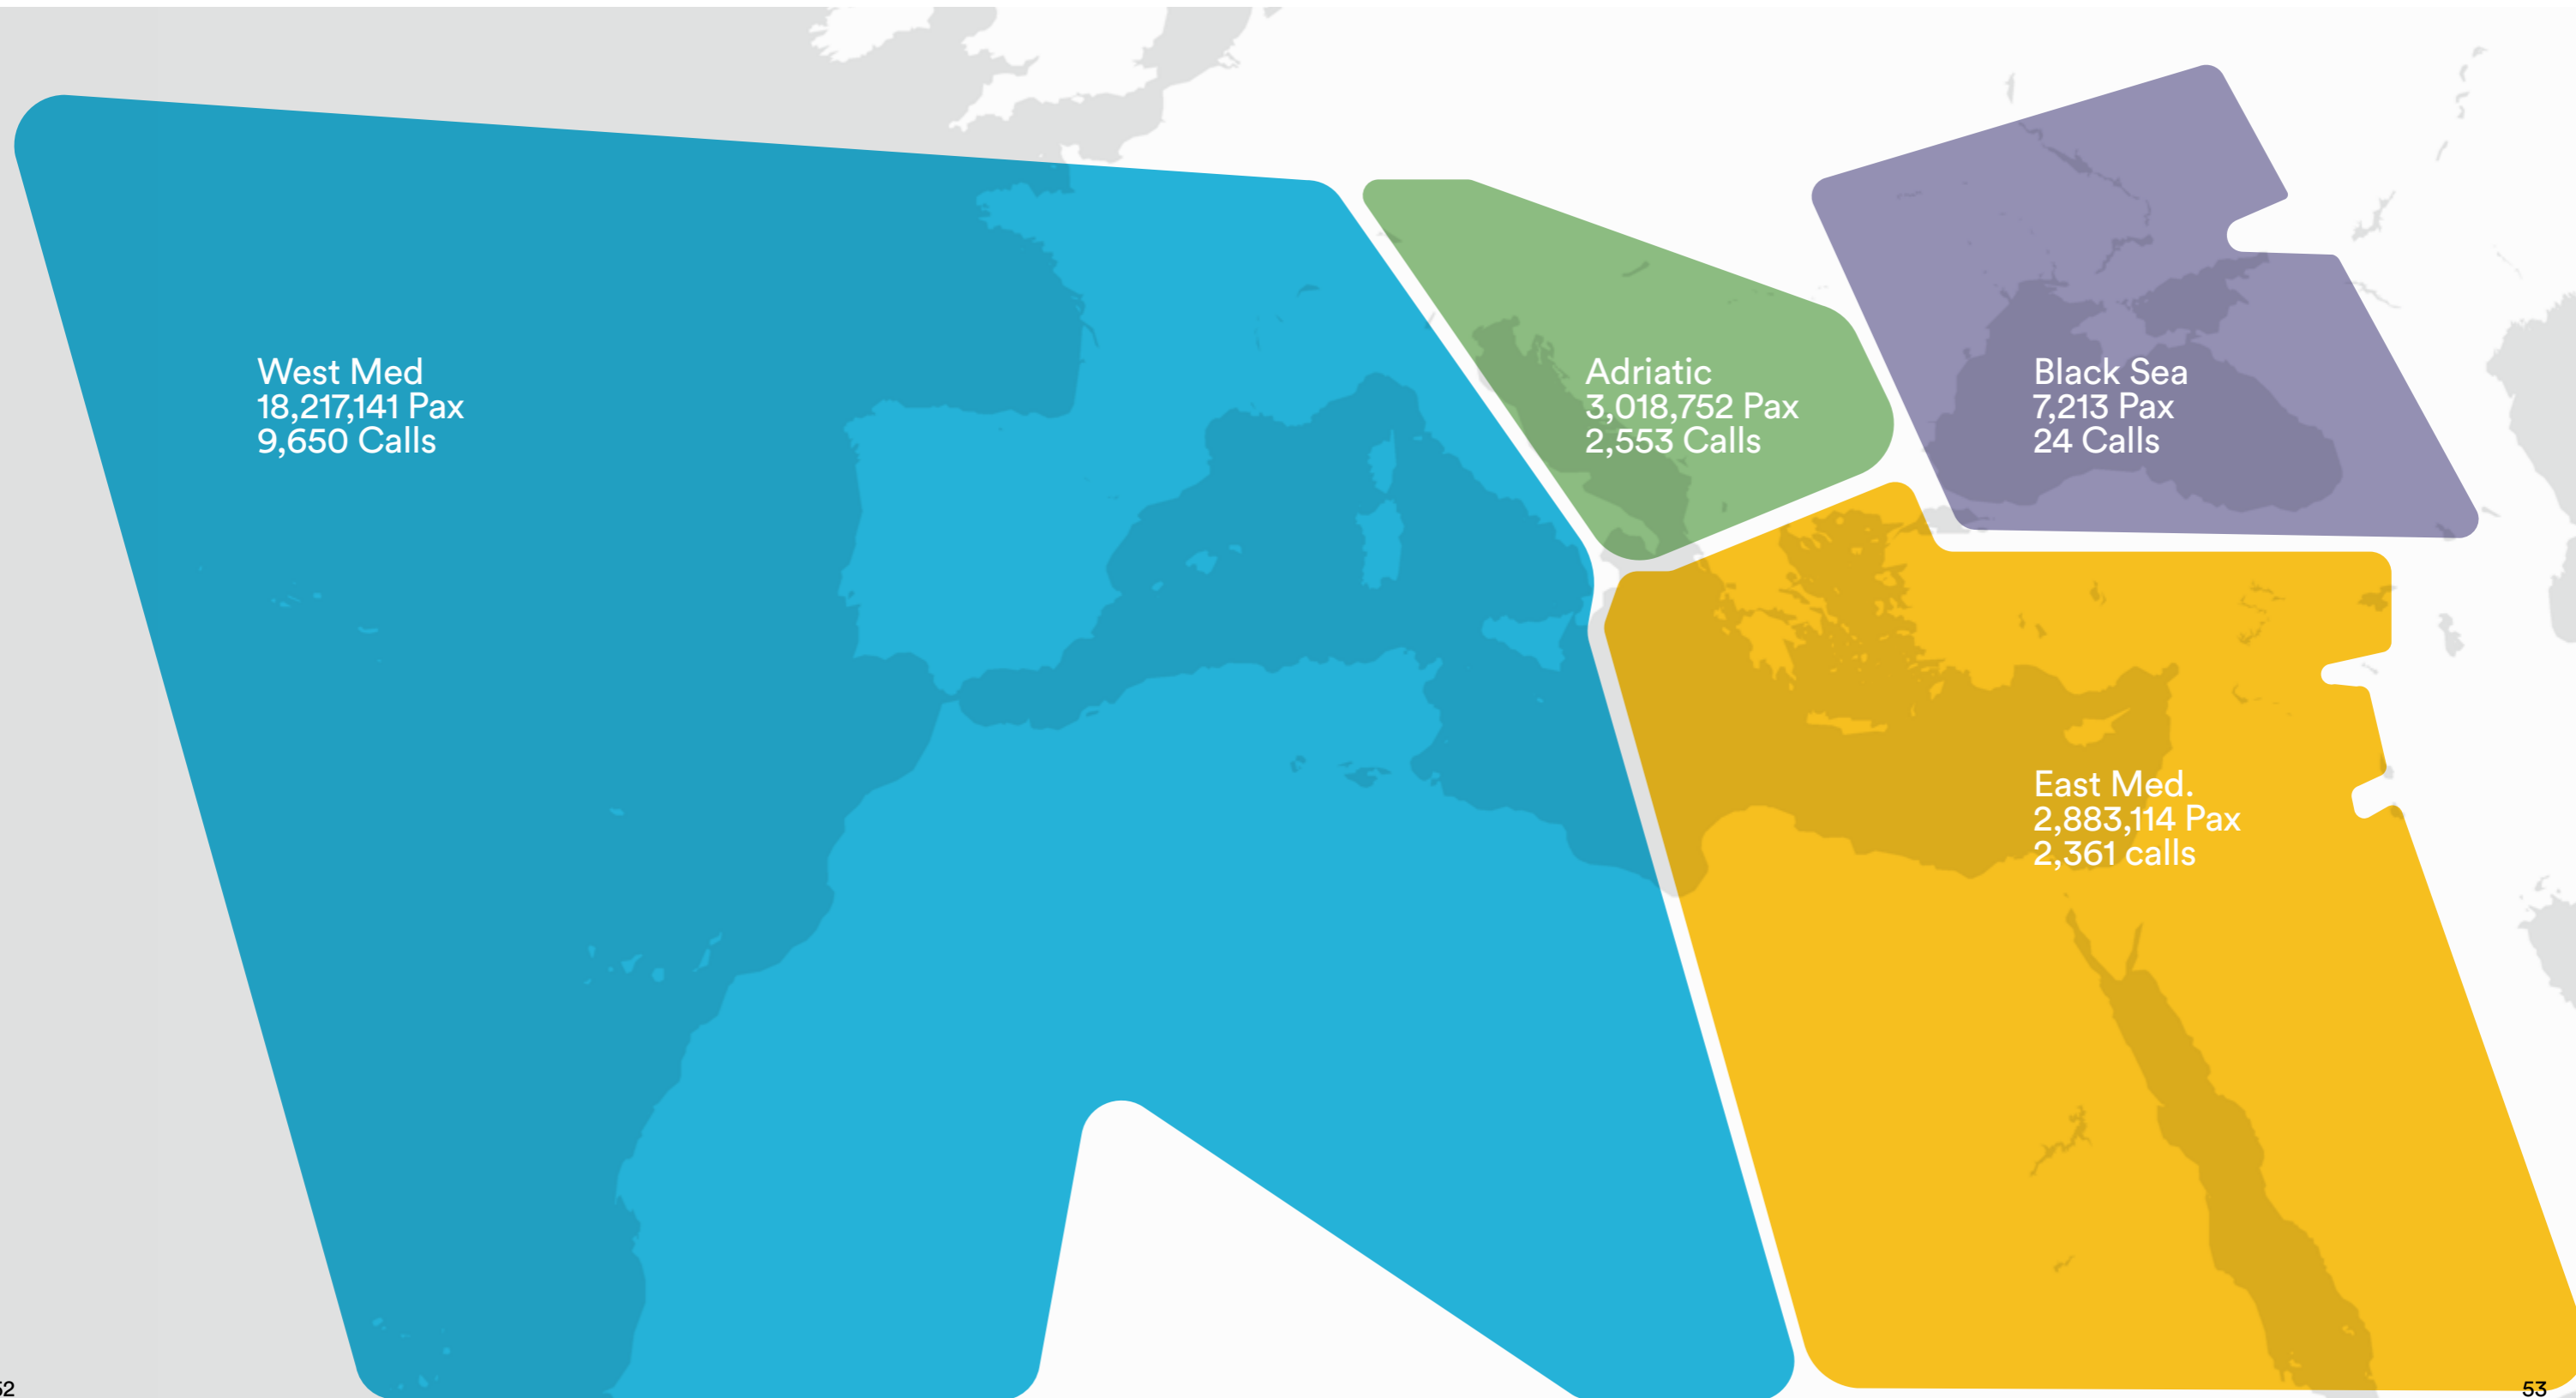 West Med
18,217,141 Pax
9,650 Calls
Adriatic
3,018,752 Pax
2,553 Calls
Black Sea
7,213 Pax
24 Calls
East Med.
2,883,114 Pax
2,361 calls
52
53